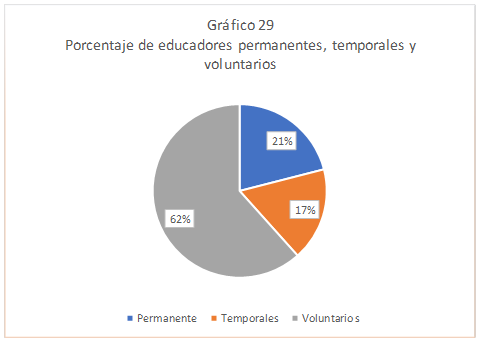 Gráfico 29
Porcentaje de educadores permanentes, temporales y
voluntarios
21%
17%
62%
Permanente Temporales Voluntarios